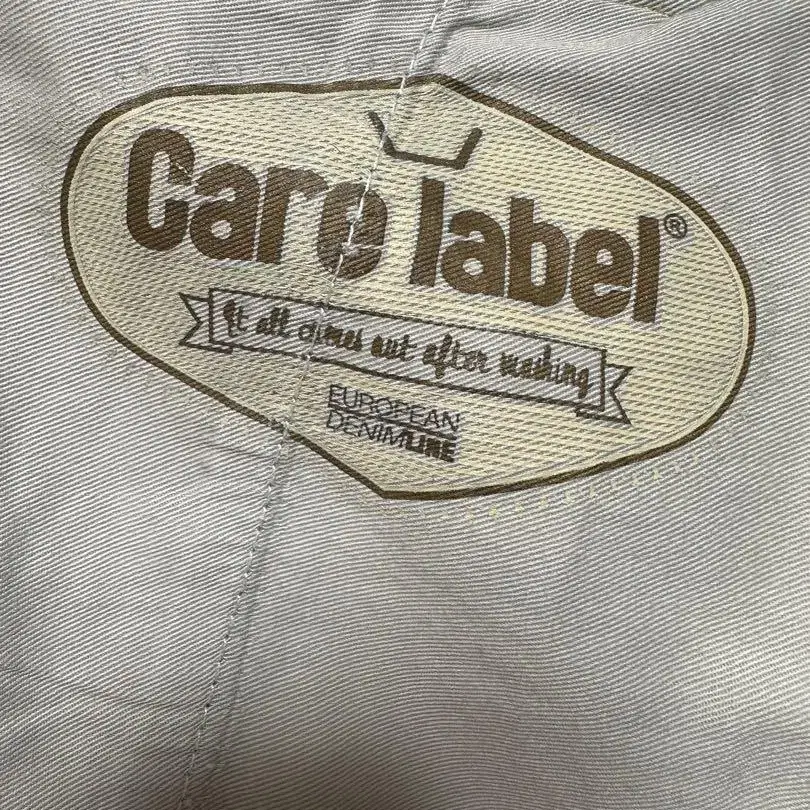 Care label®
It all comes out after washing
EUROPEAN
DENIMLINE